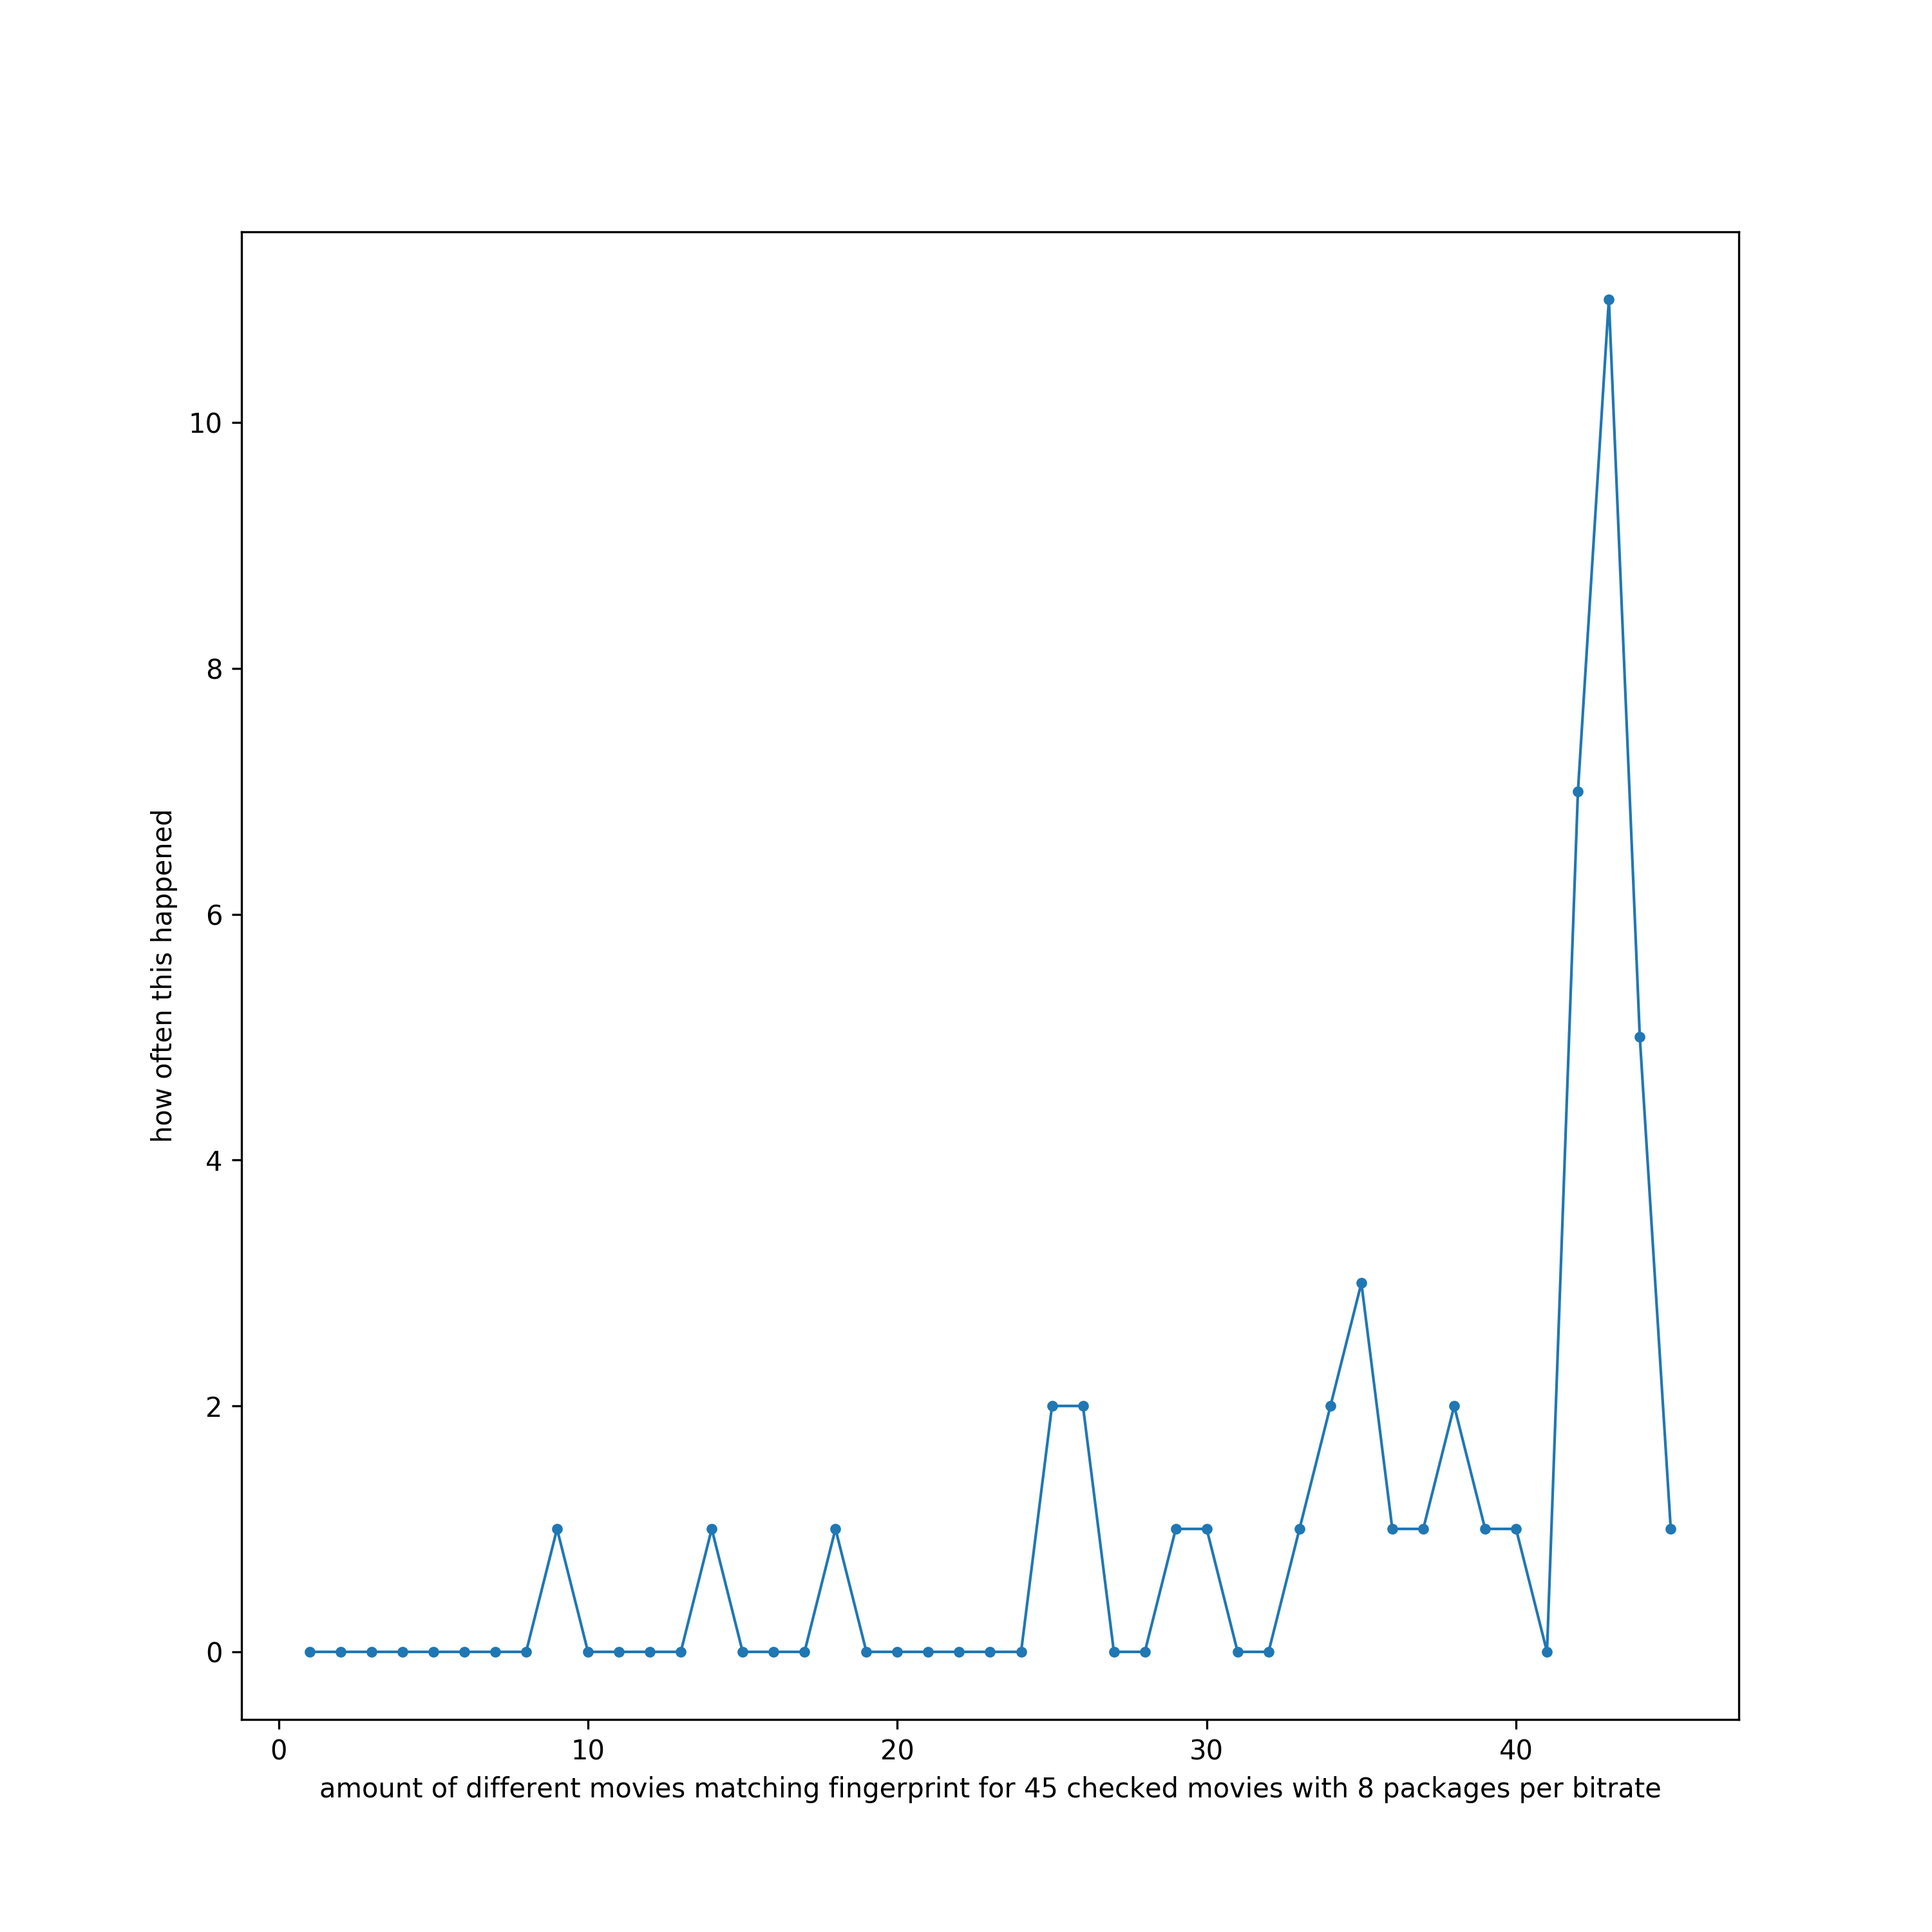 10
8
6
4
2
0
how often this happened
0 10 20 30 40
amount of different movies matching fingerprint for 45 checked movies with 8 packages per bitrate